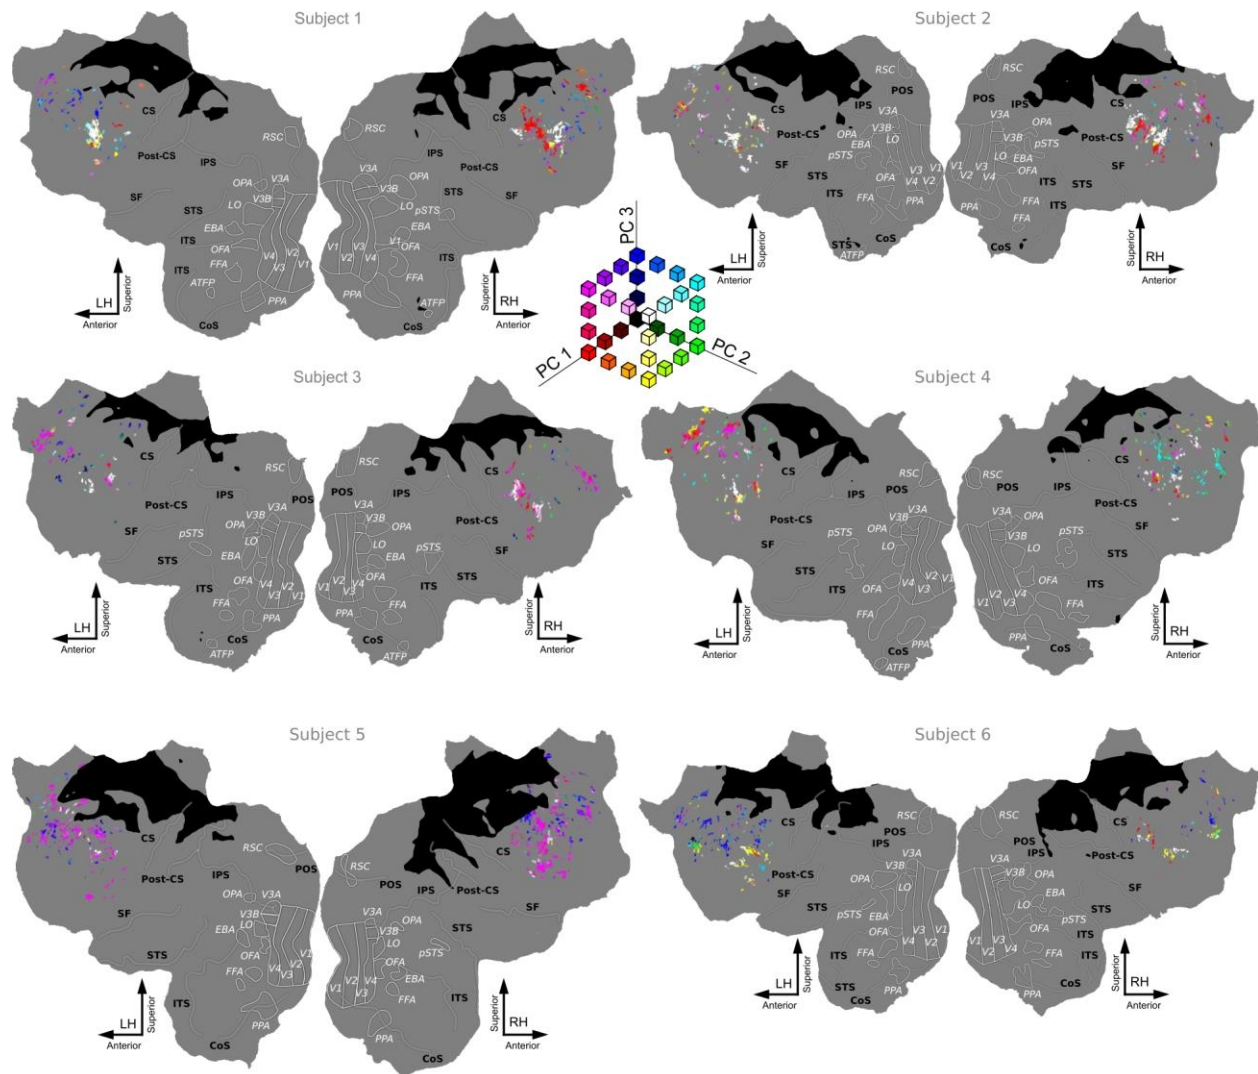 Subject 1
CS
Post-CS
IPS
RSC
SF
STS
OPA
V3A
V3B
LO
EBA
ITS
OFA
FFA
ITS
ATFP
V4
V3
V2
V1
PPA
CoS
LH
Superior
Anterior
RSC
CS
IPS
Post-CS
V3A
V3B
OPA
STS
SF
LO
pSTS
EBA
V1
OFA
V1
V2
V3
V4
FFA
ITS
PPA
ATFP
CoS
RH
Superior
Anterior
Subject 2
RSC
POS
CS
IPS
V3A
V3B
Post-CS
OPA
EBA
LO
pSTS
SF
STS
ITS
OFA
V3
V1
V4
V2
FFA
PPA
STS
CoS
ATFP
LH
Superior
Anterior
RSC
POS
IPS
CS
V3A
OPA
V3B
Post-CS
pSTS
EBA
OFA
V1
V3
V2
V4
SF
ITS
STS
FFA
PPA
FFA
ITS
CoS
RH
Superior
Anterior
PC 3
PC 1
PC 2
Subject 3
CS
RSC
IPS
POS
Post-CS
V3A
V3B
OPA
SF
pSTS
LO
EBA
STS
OFA
ITS
V4
V2
V3
V1
FFA
PPA
CoS
ATFP
LH
Superior
Anterior
RSC
CS
POS
IPS
V3A
V3B
OPA
Post-CS
LO
pSTS
SF
EBA
OFA
STS
V1
V2
V4
V3
ITS
PPA
FFA
CoS
ATFP
RH
Superior
Anterior
Subject 4
CS
RSC
IPS
POS
Post-CS
V3A
V3B
OPA
pSTS
SF
LO
STS
OFA
V4
V2
V1
V3
ITS
FFA
PPA
CoS
ATFP
LH
Superior
Anterior
RSC
CS
POS
IPS
Post-CS
V3A
V3B
pSTS
LO
SF
STS
OFA
ITS
V1
V2
V3
V4
FFA
PPA
CoS
RH
Superior
Anterior
Subject 5
CS
RSC
POS
Post-CS
IPS
OPA
V3A
SF
V3B
LO
EBA
V1
STS
OFA
V2
V4
V3
FFA
ITS
PPA
CoS
LH
Superior
Anterior
CS
RSC
POS
IPS
Post-CS
V3A
OPA
V3B
STS
SF
LO
pSTS
OFA
EBA
V1
V2
V4
V3
FFA
ITS
PPA
CoS
RH
Superior
Anterior
Subject 6
CS
RSC
POS
IPS
V3A
Post-CS
OPA
V3B
SF
LO
STS
pSTS
EBA
OFA
V4
V3
V2
V1
ITS
FFA
STS
CoS
PPA
LH
Superior
Anterior
CS
RSC
POS
IPS
Post-CS
V3A
OPA
V3B
EBA
SF
LO
STS
pSTS
OFA
ITS
V1
V2
V3
V4
FFA
ITS
CoS
PPA
RH
Superior
Anterior